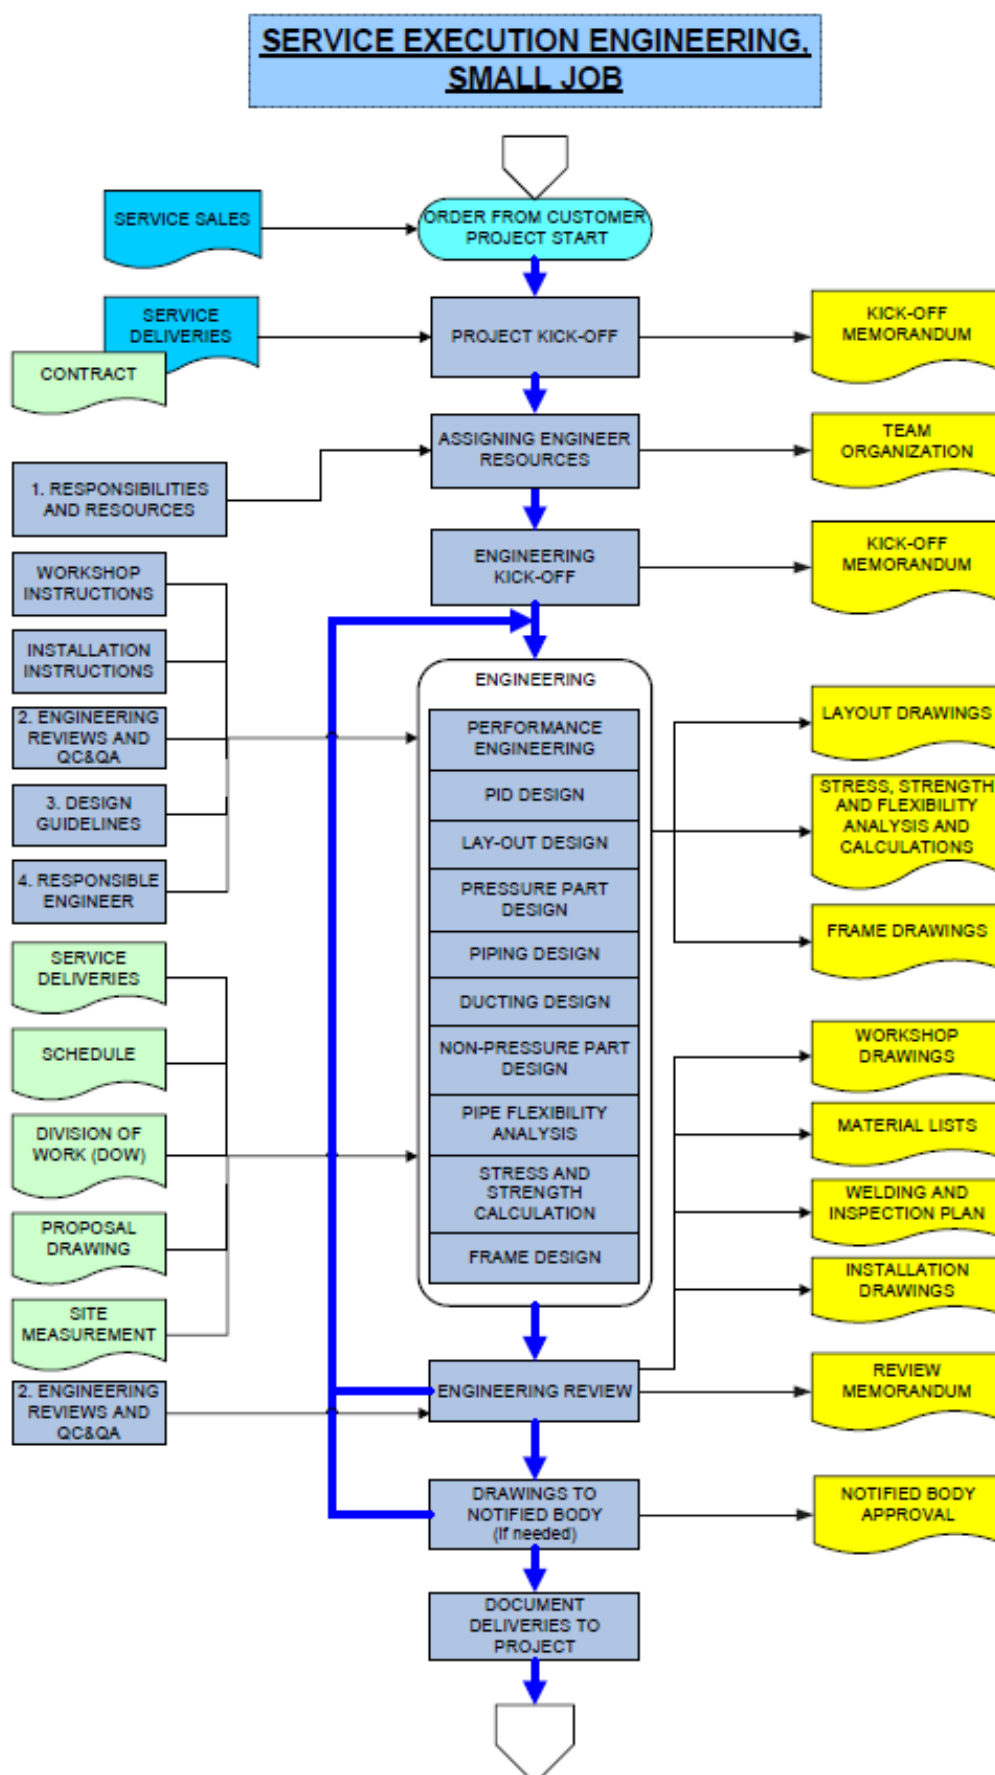 SERVICE EXECUTION ENGINEERING,
SMALL JOB
SERVICE SALES
ORDER FROM CUSTOMER
PROJECT START
SERVICE
DELIVERIES
CONTRACT
PROJECT KICK-OFF
KICK-OFF
MEMORANDUM
ASSIGNING ENGINEER
RESOURCES
TEAM
ORGANIZATION
1. RESPONSIBILITIES
AND RESOURCES
ENGINEERING
KICK-OFF
KICK-OFF
MEMORANDUM
WORKSHOP
INSTRUCTIONS
INSTALLATION
INSTRUCTIONS
2. ENGINEERING
REVIEWS AND
QC&QA
3. DESIGN
GUIDELINES
4. RESPONSIBLE
ENGINEER
SERVICE
DELIVERIES
SCHEDULE
DIVISION OF
WORK (DOW)
PROPOSAL
DRAWING
SITE
MEASUREMENT
2. ENGINEERING
REVIEWS AND
QC&QA
ENGINEERING
PERFORMANCE
ENGINEERING
PID DESIGN
LAY-OUT DESIGN
PRESSURE PART
DESIGN
PIPING DESIGN
DUCTING DESIGN
NON-PRESSURE PART
DESIGN
PIPE FLEXIBILITY
ANALYSIS
STRESS AND
STRENGTH
CALCULATION
FRAME DESIGN
ENGINEERING REVIEW
DRAWINGS TO
NOTIFIED BODY
(If needed)
DOCUMENT
DELIVERIES TO
PROJECT
LAYOUT DRAWINGS
STRESS, STRENGTH
AND FLEXIBILITY
ANALYSIS AND
CALCULATIONS
FRAME DRAWINGS
WORKSHOP
DRAWINGS
MATERIAL LISTS
WELDING AND
INSPECTION PLAN
INSTALLATION
DRAWINGS
REVIEW
MEMORANDUM
NOTIFIED BODY
APPROVAL